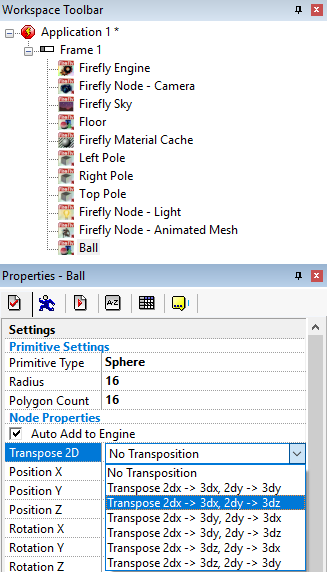 Workspace Toolbar
Application 1 *
Frame 1
Firefly Engine
Firefly Node - Camera
Firefly Sky
Floor
Firefly Material Cache
Left Pole
Right Pole
Top Pole
Firefly Node - Light
Firefly Node - Animated Mesh
Ball
Properties - Ball
A-Z
Settings
Primitive Settings
Primitive Type Sphere
Radius 16
Polygon Count 16
Node Properties
Auto Add to Engine
Transpose 2D No Transposition
Position X No Transposition
Position Y Transpose 2dx -> 3dx, 2dy -> 3dy
Position Z Transpose 2dx -> 3dx, 2dy -> 3dz
Rotation X Transpose 2dx -> 3dy, 2dy -> 3dx
Rotation Y Transpose 2dx -> 3dy, 2dy -> 3dz
Rotation Z Transpose 2dx -> 3dz, 2dy -> 3dx
Transpose 2dx -> 3dz, 2dy -> 3dy